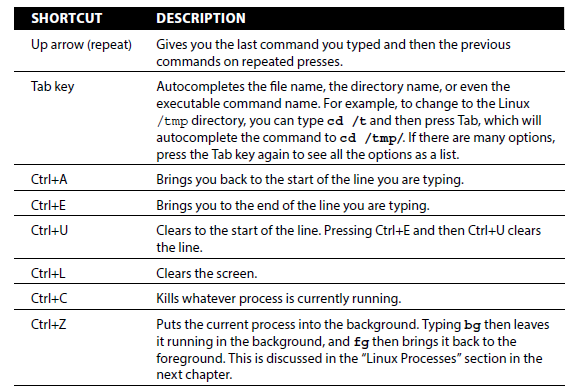 SHORTCUT DESCRIPTION
Up arrow (repeat) Gives you the last command you typed and then the previous
commands on repeated presses.
Tab key Autocompletes the file name, the directory name, or even the
executable command name. For example, to change to the Linux
/tmp directory, you can type cd /t and then press Tab, which will
autocomplete the command to cd /tmp/. If there are many options,
press the Tab key again to see all the options as a list.
Ctrl+A Brings you back to the start of the line you are typing.
Ctrl+E Brings you to the end of the line you are typing.
Ctrl+U Clears to the start of the line. Pressing Ctrl+E and then Ctrl+U clears
the line.
Ctrl+L Clears the screen.
Ctrl+C Kills whatever process is currently running.
Ctrl+Z Puts the current process into the background. Typing bg then leaves
it running in the background, and fg then brings it back to the
foreground. This is discussed in the “Linux Processes” section in the
next chapter.